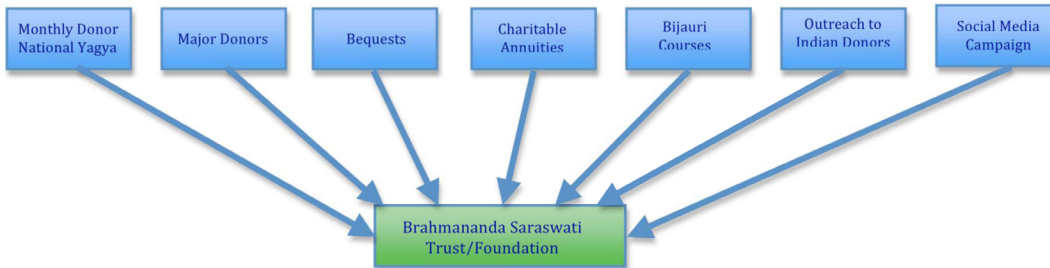 Monthly Donor
National Yagya
Major Donors
Bequests
Charitable
Annuities
Bijauri
Courses
Outreach to
Indian Donors
Social Media
Campaign
Brahmananda Saraswati
Trust/Foundation